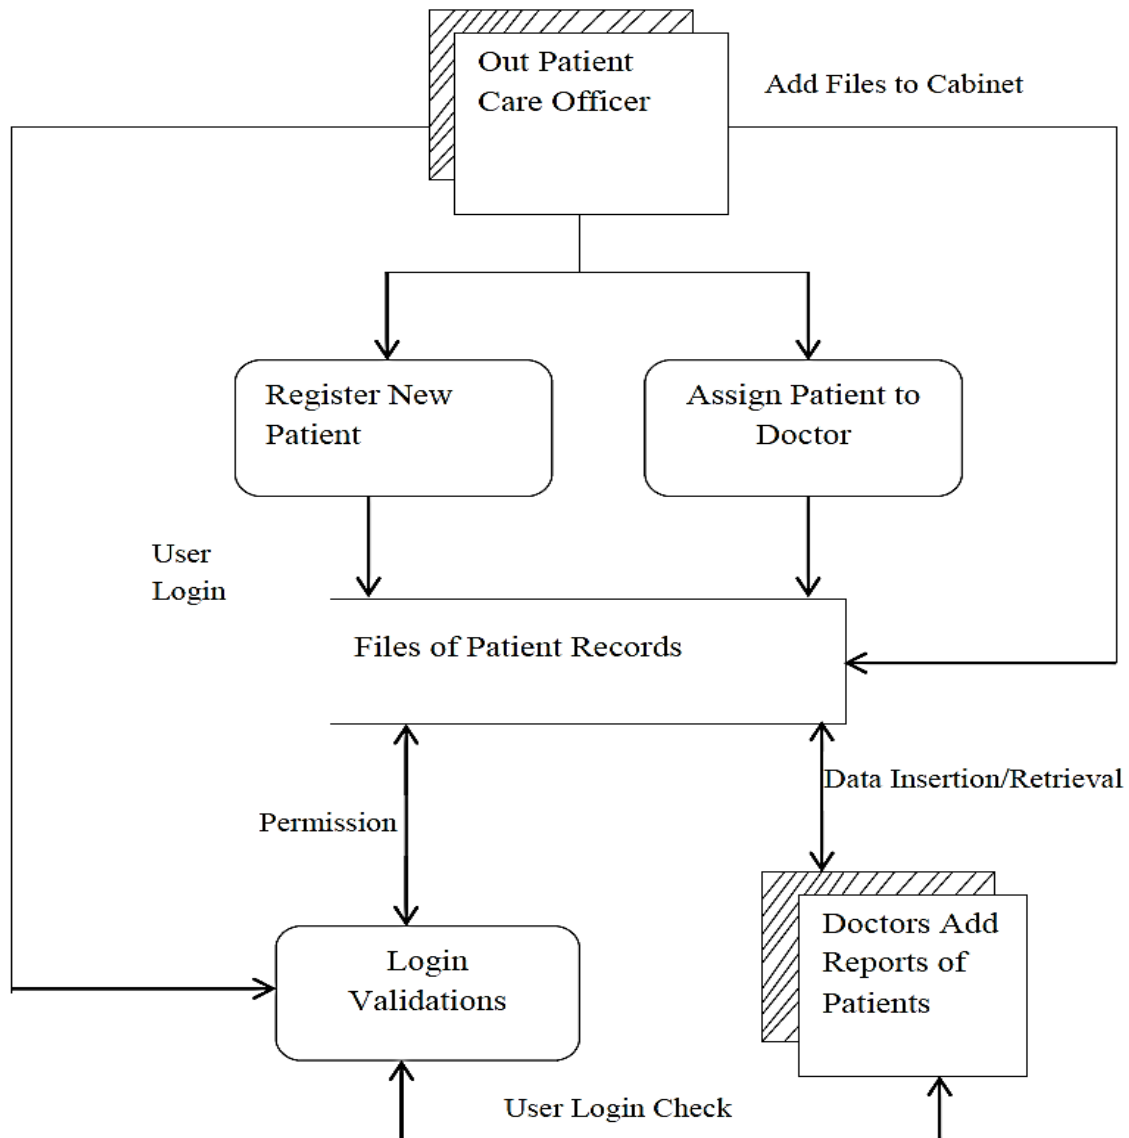 Out Patient
Care Officer
Add Files to Cabinet
Register New
Patient
Assign Patient to
Doctor
User
Login
Files of Patient Records
Data Insertion/Retrieval
Permission
Doctors Add
Reports of
Patients
Login
Validations
User Login Check